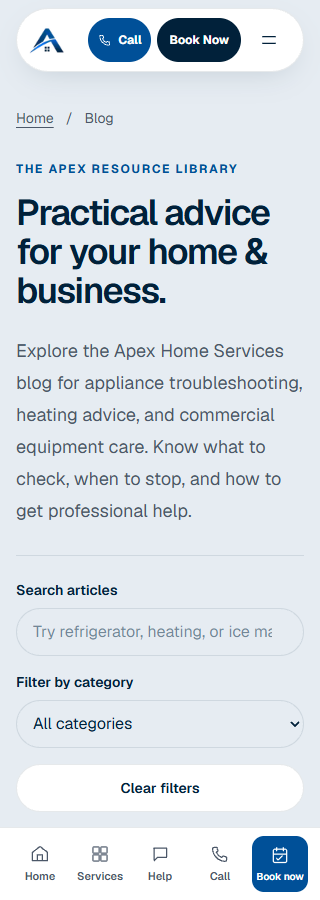 Call
Book Now
Home / Blog
THE APEX RESOURCE LIBRARY
Practical advice
for your home &
business.
Explore the Apex Home Services
blog for appliance troubleshooting,
heating advice, and commercial
equipment care. Know what to
check, when to stop, and how to
get professional help.
Search articles
Try refrigerator, heating, or ice ma
Filter by category
All categories
Clear filters
Home
Services
Help
Call
Book now